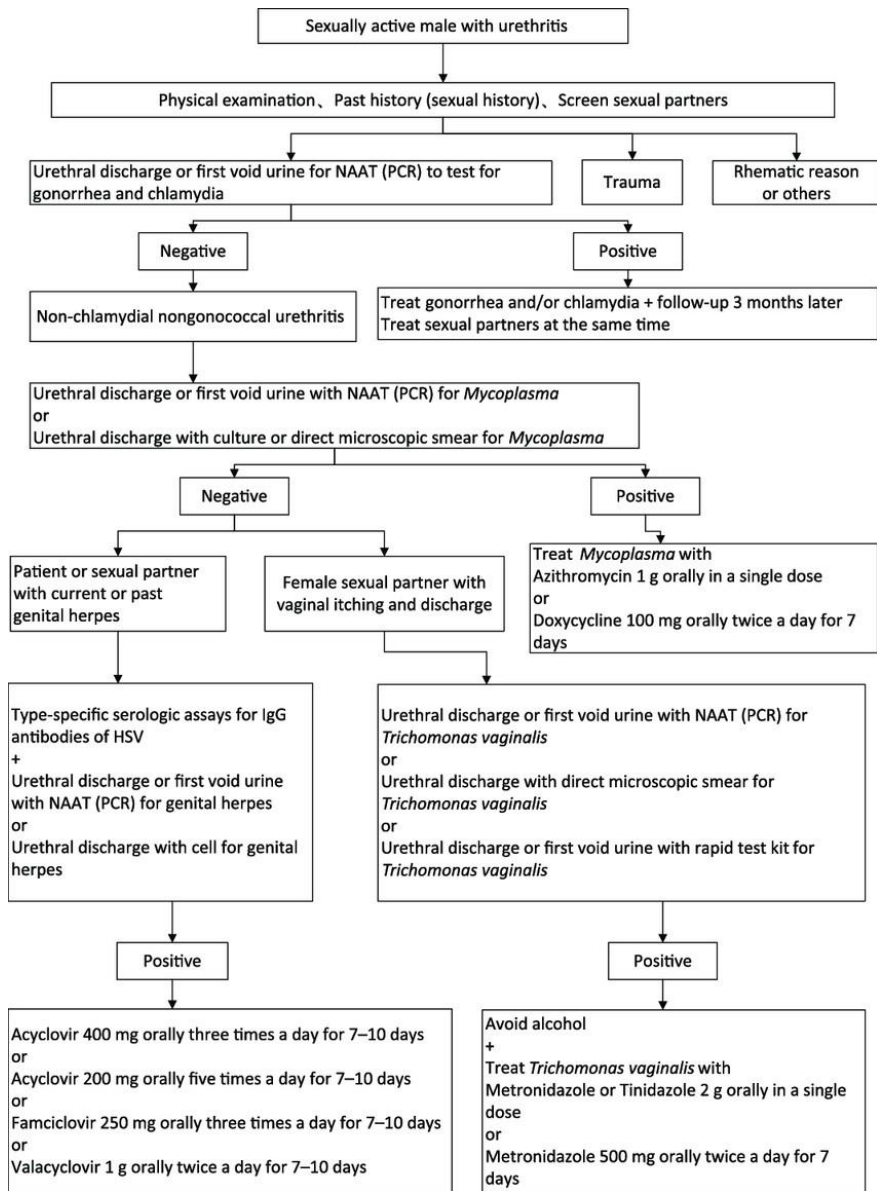 Sexually active male with urethritis
Physical examination、Past history (sexual history)、Screen sexual partners
Urethral discharge or first void urine for NAAT (PCR) to test for
gonorrhea and chlamydia
Trauma
Rhematic reason
or others
Negative
Positive
Non-chlamydial nongonococcal urethritis
Treat gonorrhea and/or chlamydia + follow-up 3 months later
Treat sexual partners at the same time
Urethral discharge or first void urine with NAAT (PCR) for Mycoplasma
or
Urethral discharge with culture or direct microscopic smear for Mycoplasma
Negative
Positive
Patient or sexual partner
with current or past
genital herpes
Female sexual partner with
vaginal itching and discharge
Treat Mycoplasma with
Azithromycin 1 g orally in a single dose
or
Doxycycline 100 mg orally twice a day for 7
days
Type-specific serologic assays for IgG
antibodies of HSV
+
Urethral discharge or first void urine
with NAAT (PCR) for genital herpes
or
Urethral discharge with cell for genital
herpes
Urethral discharge or first void urine with NAAT (PCR) for
Trichomonas vaginalis
or
Urethral discharge with direct microscopic smear for
Trichomonas vaginalis
or
Urethral discharge or first void urine with rapid test kit for
Trichomonas vaginalis
Positive
Positive
Acyclovir 400 mg orally three times a day for 7–10 days
or
Acyclovir 200 mg orally five times a day for 7–10 days
or
Famciclovir 250 mg orally three times a day for 7–10 days
or
Valacyclovir 1 g orally twice a day for 7–10 days
Avoid alcohol
+
Treat Trichomonas vaginalis with
Metronidazole or Tinidazole 2 g orally in a single
dose
or
Metronidazole 500 mg orally twice a day for 7
days